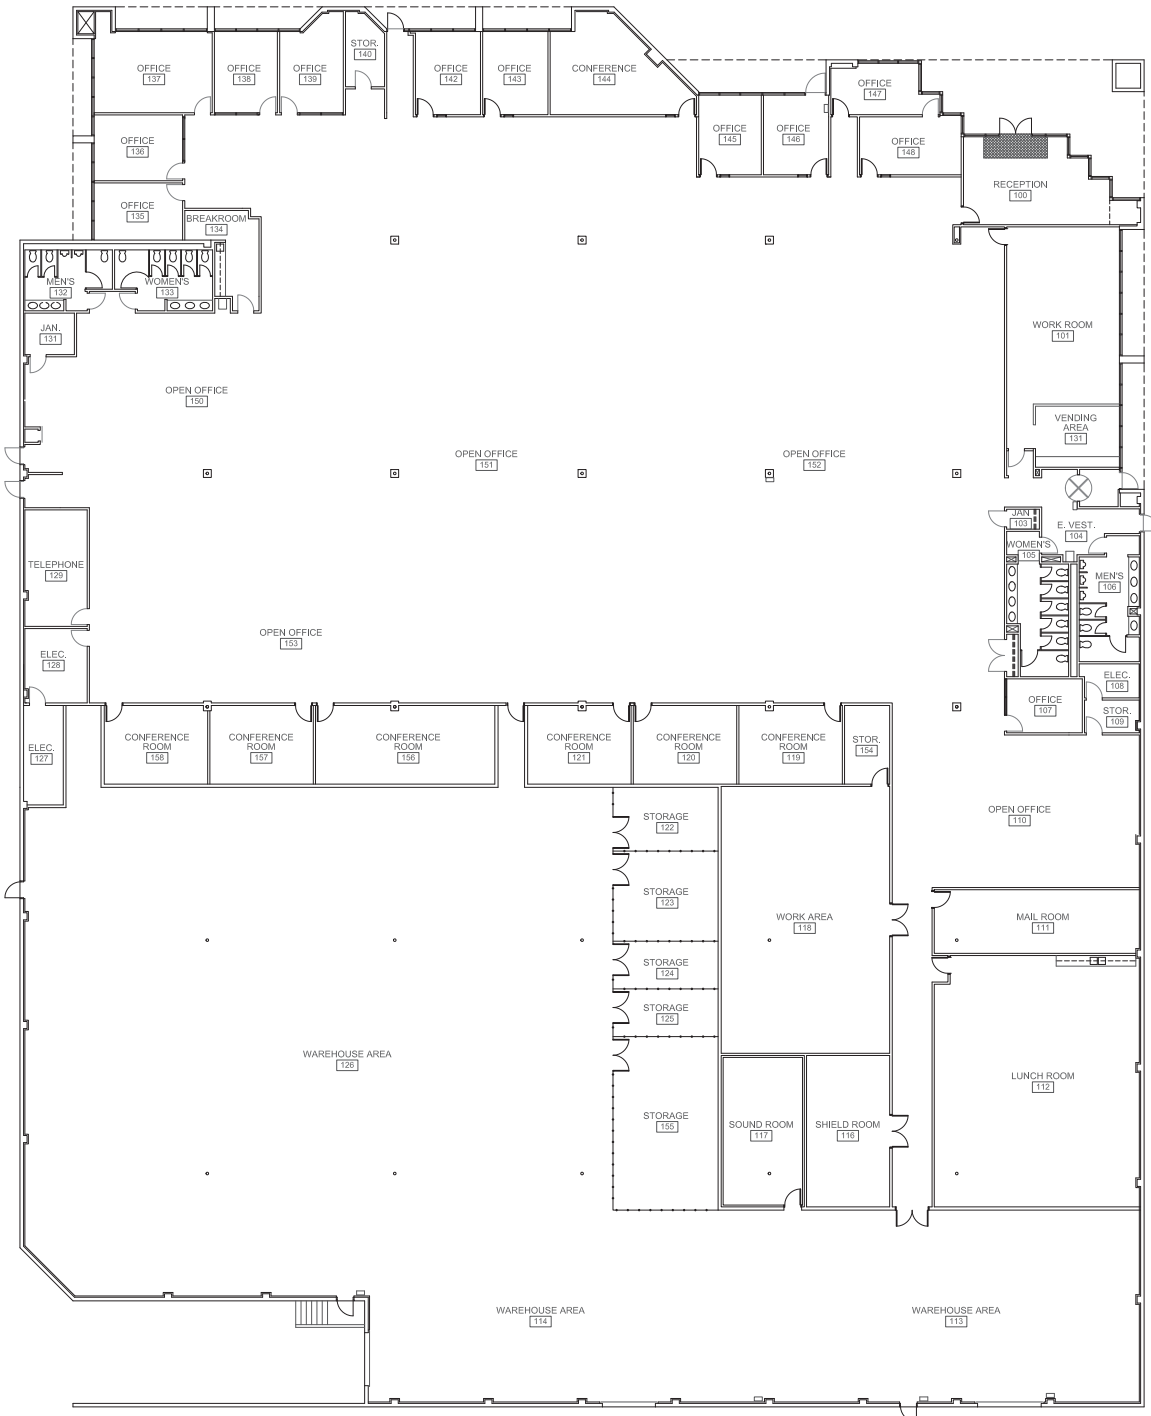 OFFICE
137
OFFICE
138
OFFICE
139
STOR.
140
OFFICE
142
OFFICE
143
CONFERENCE
144
OFFICE
147
OFFICE
145
OFFICE
146
OFFICE
148
OFFICE
136
OFFICE
135
RECEPTION
100
BREAKROOM
134
MEN'S
132
WOMEN'S
133
JAN.
131
WORK ROOM
101
OPEN OFFICE
150
VENDING
AREA
131
OPEN OFFICE
151
OPEN OFFICE
152
JAN
103
E. VEST.
104
WOMEN'S
105
MEN'S
106
TELEPHONE
129
OPEN OFFICE
153
ELEC.
128
ELEC.
108
OFFICE
107
STOR.
109
ELEC.
127
CONFERENCE
ROOM
158
CONFERENCE
ROOM
157
CONFERENCE
ROOM
156
CONFERENCE
ROOM
121
CONFERENCE
ROOM
120
CONFERENCE
ROOM
119
STOR.
154
OPEN OFFICE
110
STORAGE
122
STORAGE
123
WORK AREA
118
MAIL ROOM
111
STORAGE
124
STORAGE
125
WAREHOUSE AREA
126
LUNCH ROOM
112
STORAGE
155
SOUND ROOM
117
SHIELD ROOM
116
WAREHOUSE AREA
114
WAREHOUSE AREA
113